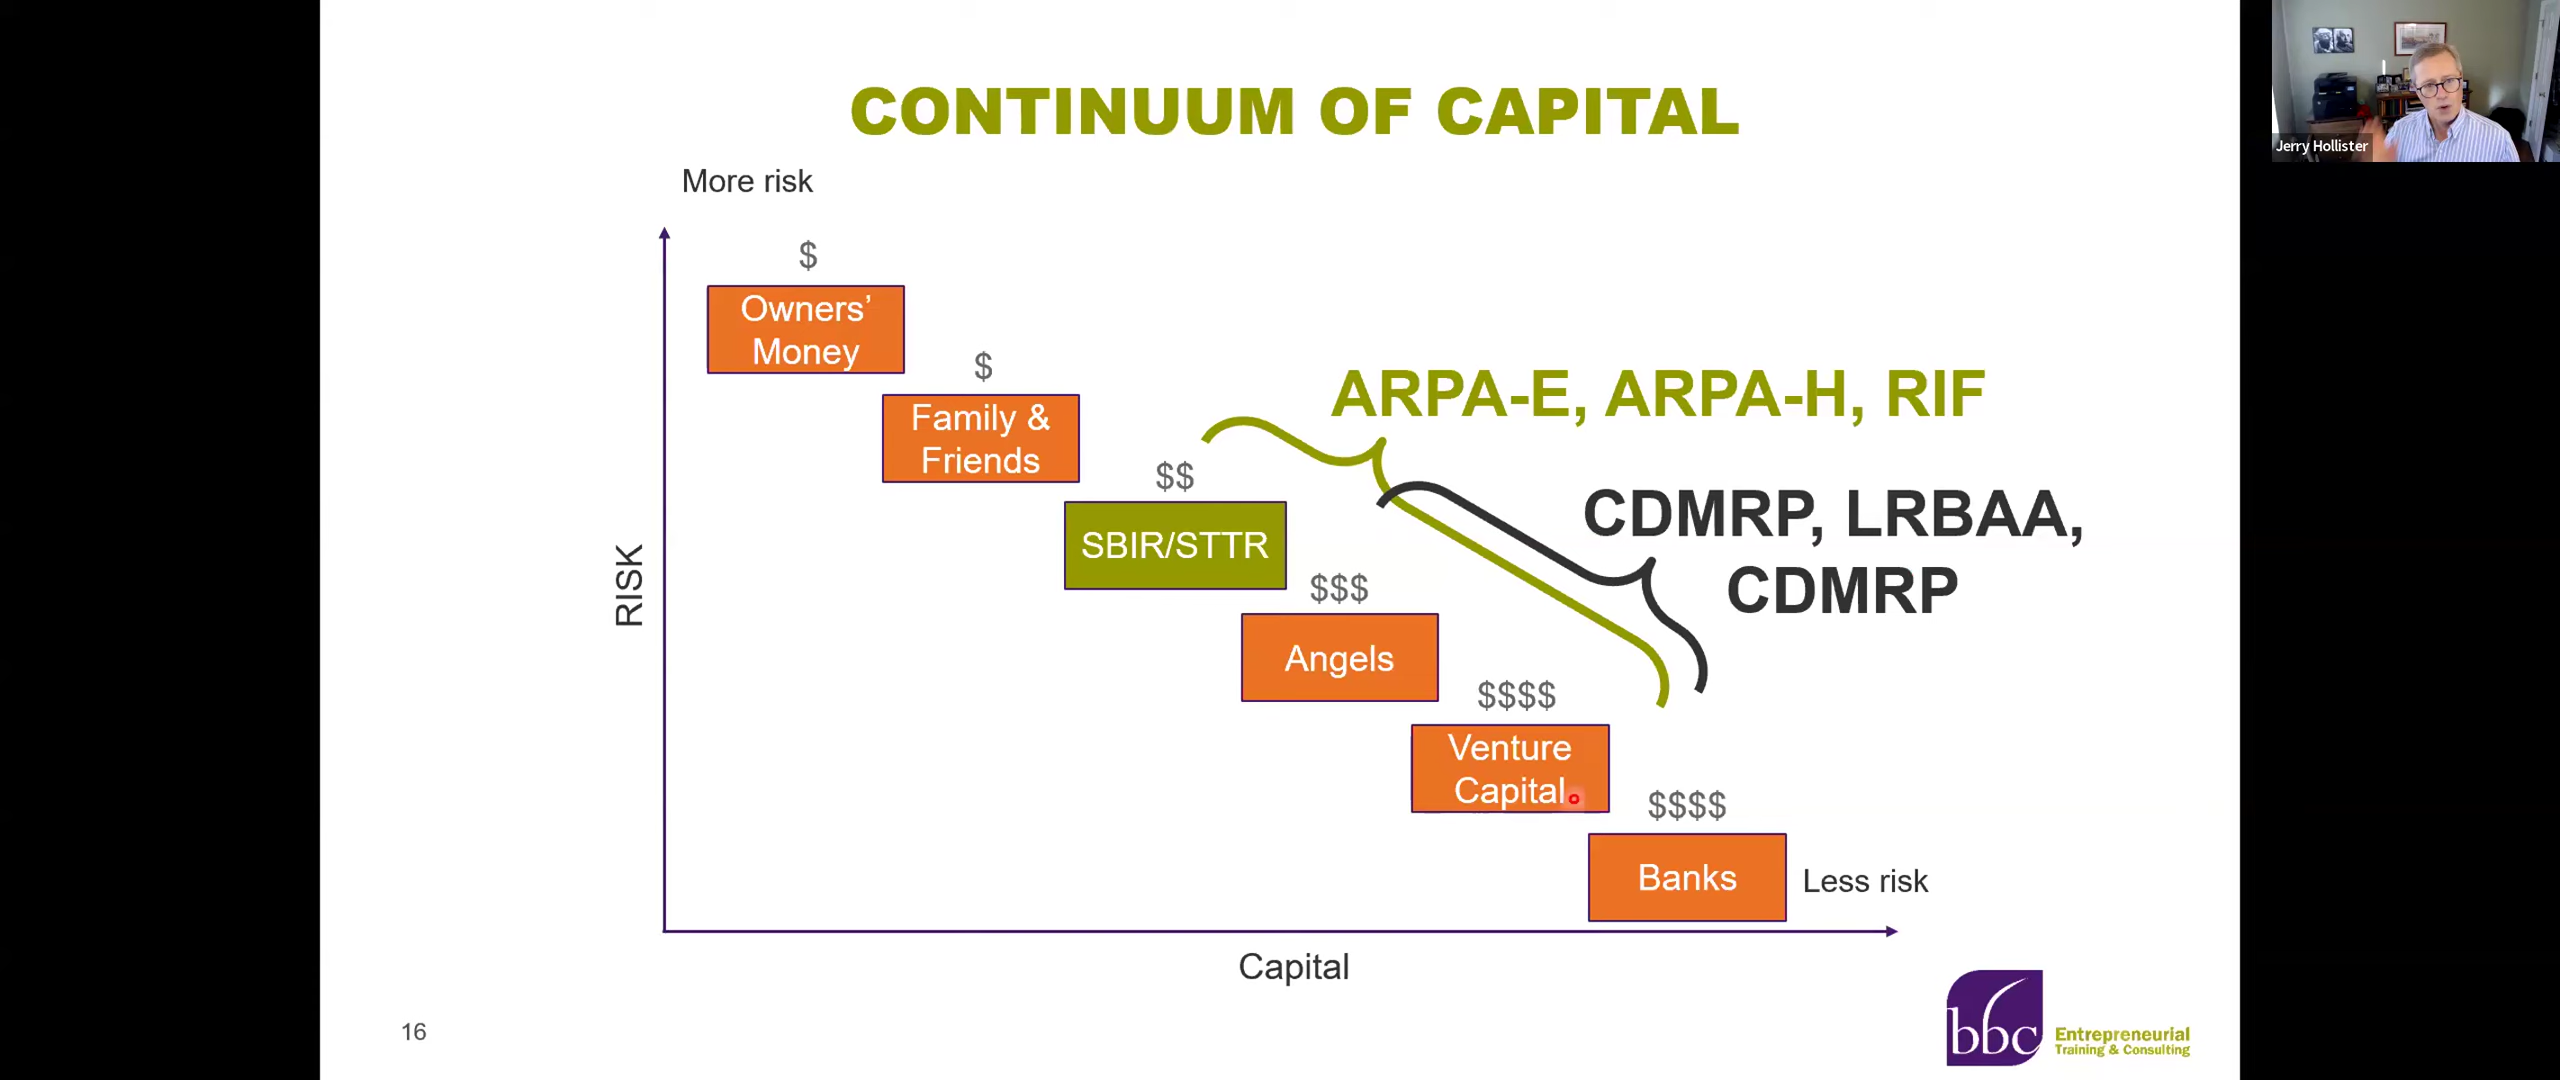 CONTINUUM OF CAPITAL
Jerry Hollister
More risk
$
Owners’
Money
$
Family &
Friends
ARPA-E, ARPA-H, RIF
$$
SBIR/STTR
CDMRP, LRBAA,
CDMRP
RISK
$$$
Angels
$$$$
Venture
Capital
$$$$
Banks
Less risk
Capital
16
bbc
Entrepreneurial
Training & Consulting